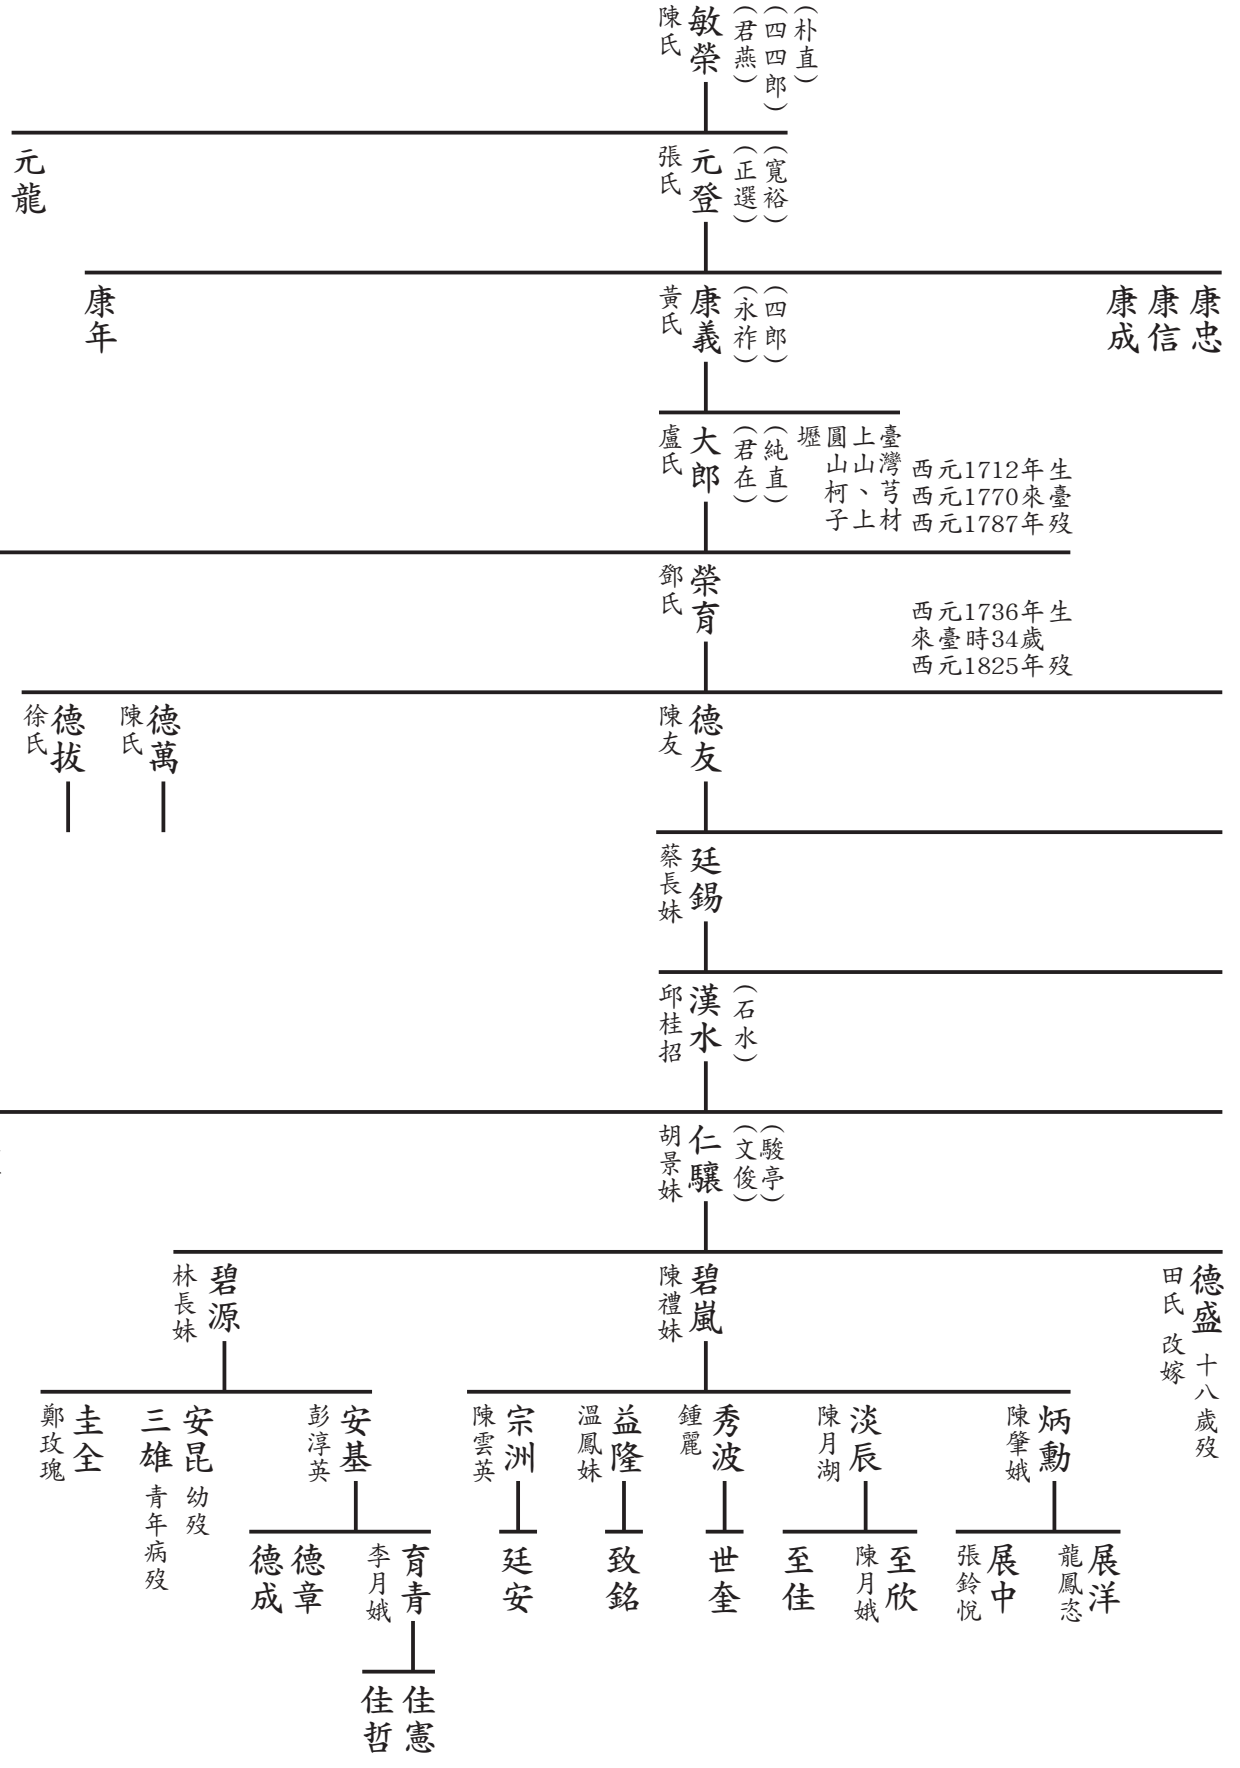 (朴直)
(四四郎)
(君燕)
敏榮
陳氏
(寬裕)
(正選)
元登
張氏
元龍
康忠
康信
康成
(四郎)
(永祚)
康義
黃氏
康年
西元1712年生
西元1770來臺
西元1787年歿
臺灣芎材
上山、上
圓山柯子
壢
(純直)
(君在)
大郎
盧氏
西元1736年生
來臺時34歲
西元1825年歿
榮育
鄧氏
德友
陳友
德萬
陳氏
德拔
徐氏
廷錫
蔡長妹
(石水)
漢水
邱桂招
(駿亭)
(文俊)
仁驤
胡景妹
德盛 十八歲歿
田氏 改嫁
碧嵐
陳禮妹
碧源
林長妹
炳勳
陳肇娥
淡辰
陳月湖
秀波
鍾麗
益隆
溫鳳妹
宗洲
陳雲英
安基
彭淳英
安昆 幼歿
三雄 青年病歿
圭全
鄭玫瑰
展洋
龍鳳恣
展中
張鈴悅
至欣
陳月娥
至佳
世奎
致銘
廷安
育青
李月娥
德章
德成
佳憲
佳哲